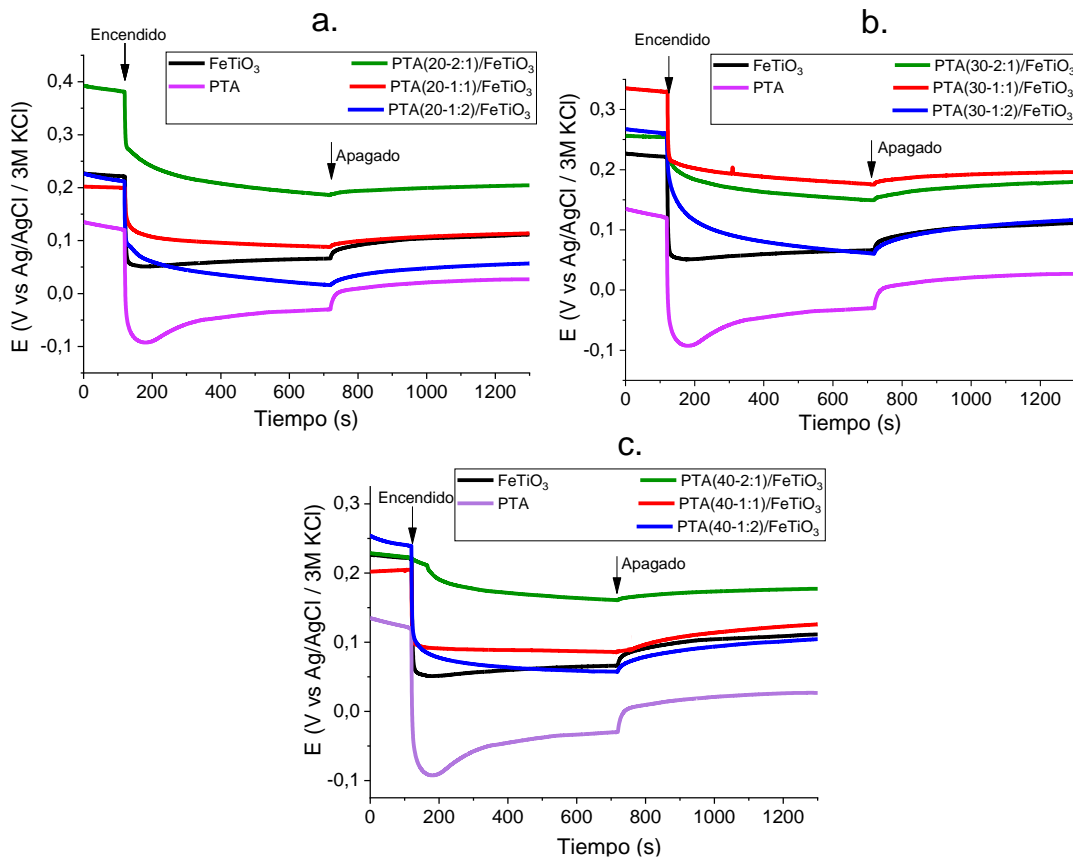 a.
Encendido
FeTiO₃
PTA
PTA(20-2:1)/FeTiO₃
PTA(20-1:1)/FeTiO₃
PTA(20-1:2)/FeTiO₃
Apagado
0,4
0,3
0,2
0,1
0,0
-0,1
E (V vs Ag/AgCl / 3M KCl)
0 200 400 600 800 1000 1200
Tiempo (s)
b.
Encendido
FeTiO₃
PTA
PTA(30-2:1)/FeTiO₃
PTA(30-1:1)/FeTiO₃
PTA(30-1:2)/FeTiO₃
Apagado
0,3
0,2
0,1
0,0
-0,1
E (V vs Ag/AgCl / 3M KCl)
0 200 400 600 800 1000 1200
Tiempo (s)
c.
Encendido
FeTiO₃
PTA
PTA(40-2:1)/FeTiO₃
PTA(40-1:1)/FeTiO₃
PTA(40-1:2)/FeTiO₃
Apagado
0,3
0,2
0,1
0,0
-0,1
E (V vs Ag/AgCl / 3M KCl)
0 200 400 600 800 1000 1200
Tiempo (s)